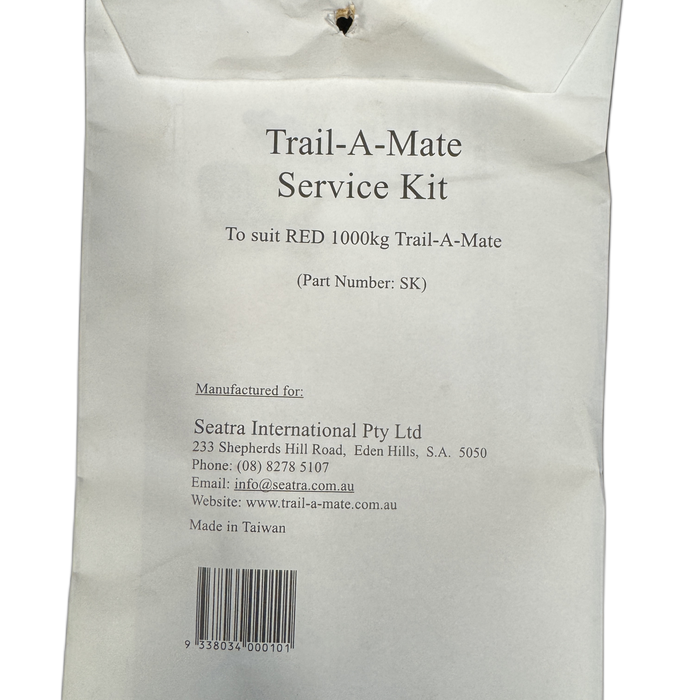 Trail-A-Mate
Service Kit
To suit RED 1000kg Trail-A-Mate
(Part Number: SK)
Manufactured for:
Seatra International Pty Ltd
233 Shepherds Hill Road, Eden Hills, S.A. 5050
Phone: (08) 8278 5107
Email: info@seatra.com.au
Website: www.trail-a-mate.com.au
Made in Taiwan
9 338034 000101